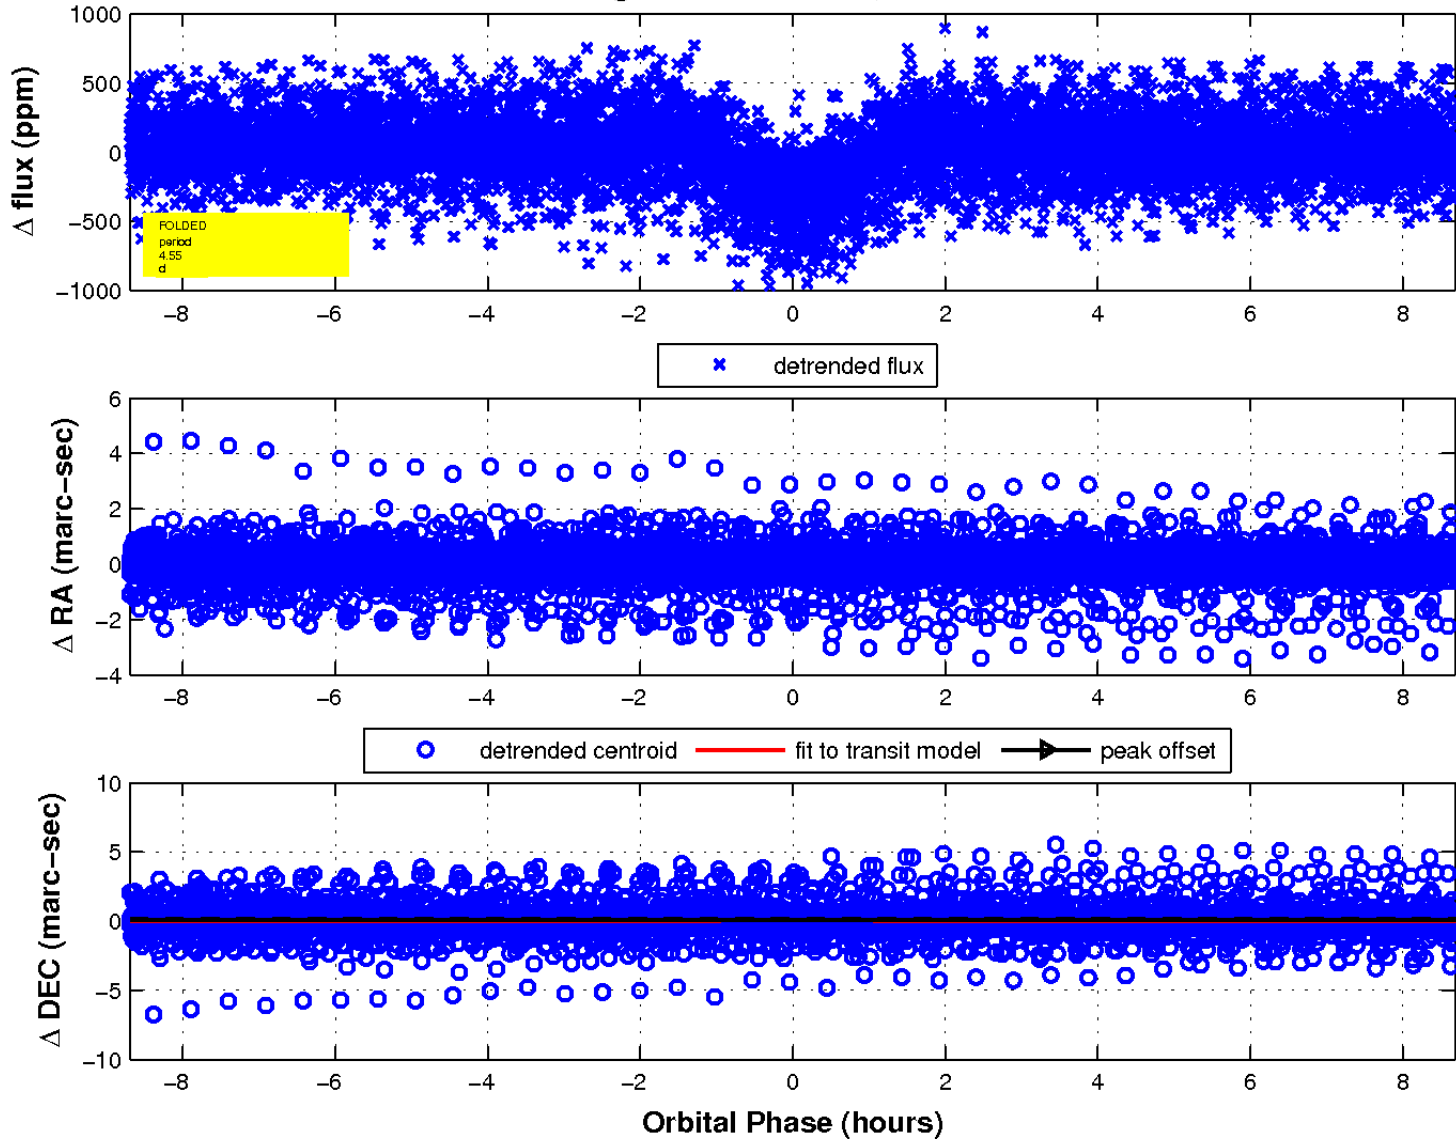 1000
500
0
−500
−1000
Δ flux (ppm)
FOLDED
period
4.55
d
−8 −6 −4 −2 0 2 4 6 8
detrended flux
6
4
2
0
−2
−4
Δ RA (marc−sec)
−8 −6 −4 −2 0 2 4 6 8
detrended centroid fit to transit model peak offset
10
5
0
−5
−10
Δ DEC (marc−sec)
−8 −6 −4 −2 0 2 4 6 8
Orbital Phase (hours)